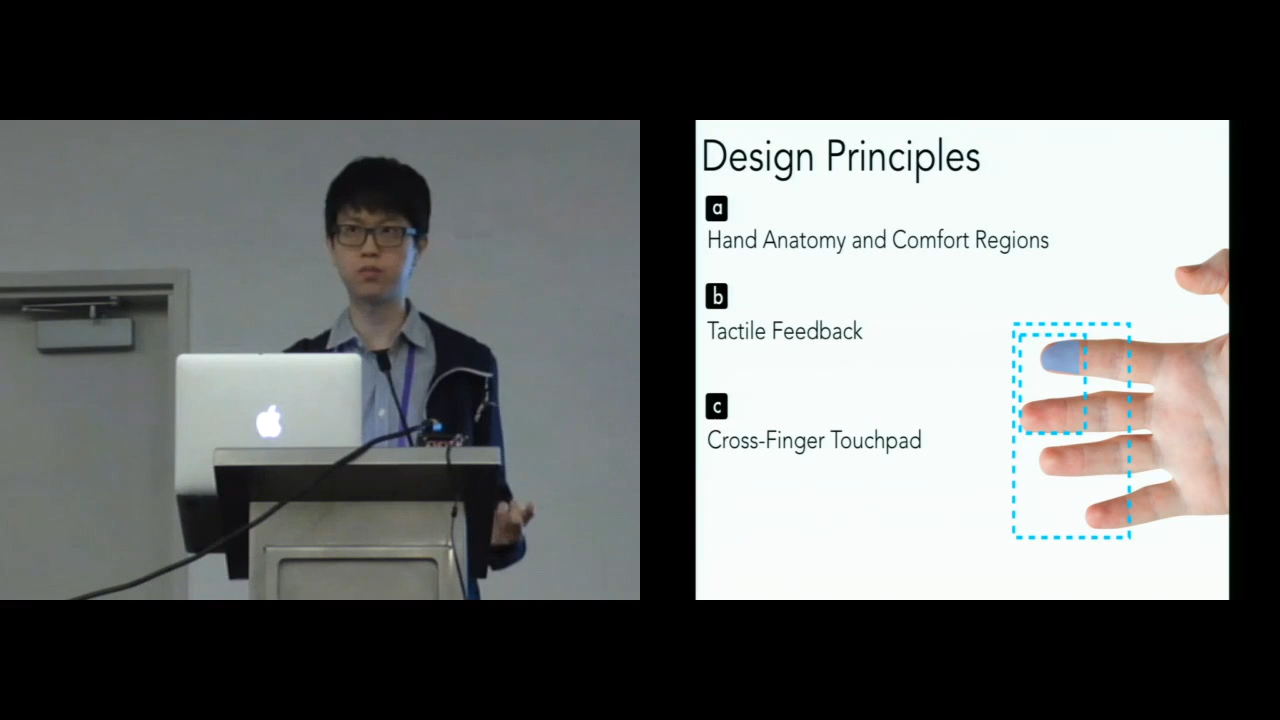 Design Principles
a
Hand Anatomy and Comfort Regions
b
Tactile Feedback
c
Cross-Finger Touchpad